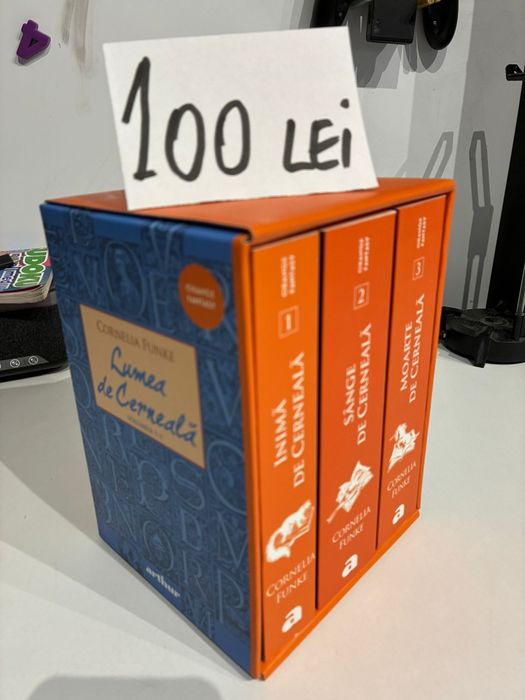 100 LEI
CORNELIA FUNKE
Lumea
de Cerneală
arthur
1
INIMĂ
DE CERNEALĂ
CORNELIA
FUNKE
a
2
SÂNGE
DE CERNEALĂ
CORNELIA
FUNKE
a
3
MOARTE
DE CERNEALĂ
CORNELIA
FUNKE
a